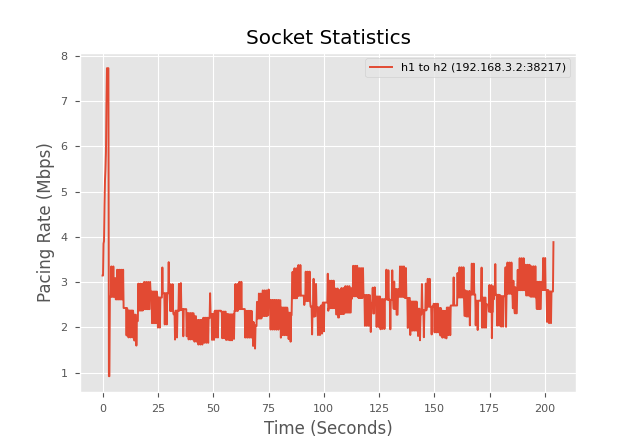 Socket Statistics
h1 to h2 (192.168.3.2:38217)
8
7
6
5
4
3
2
1
Pacing Rate (Mbps)
0 25 50 75 100 125 150 175 200
Time (Seconds)